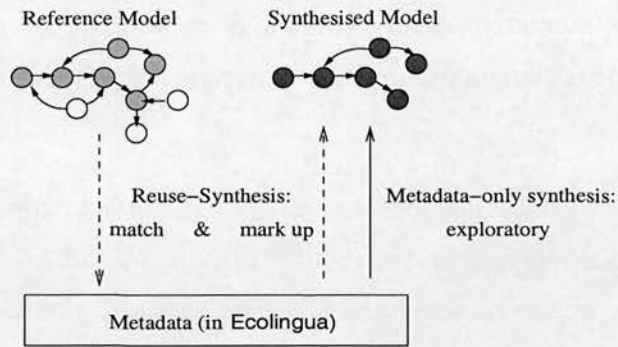 Reference Model
Synthesised Model
Reuse–Synthesis:
match & mark up
Metadata–only synthesis:
exploratory
Metadata (in Ecolingua)